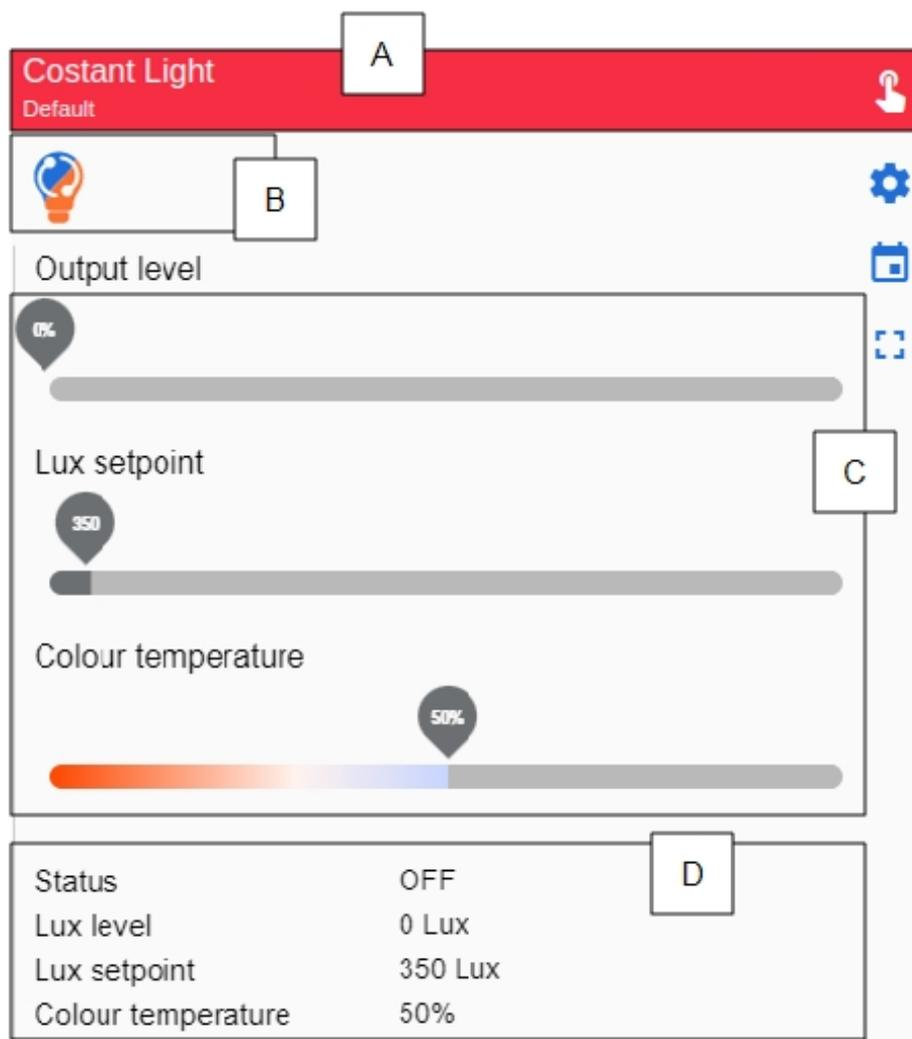 A
Costant Light
Default
B
Output level
0%
C
Lux setpoint
350
Colour temperature
50%
D
Status OFF
Lux level 0 Lux
Lux setpoint 350 Lux
Colour temperature 50%